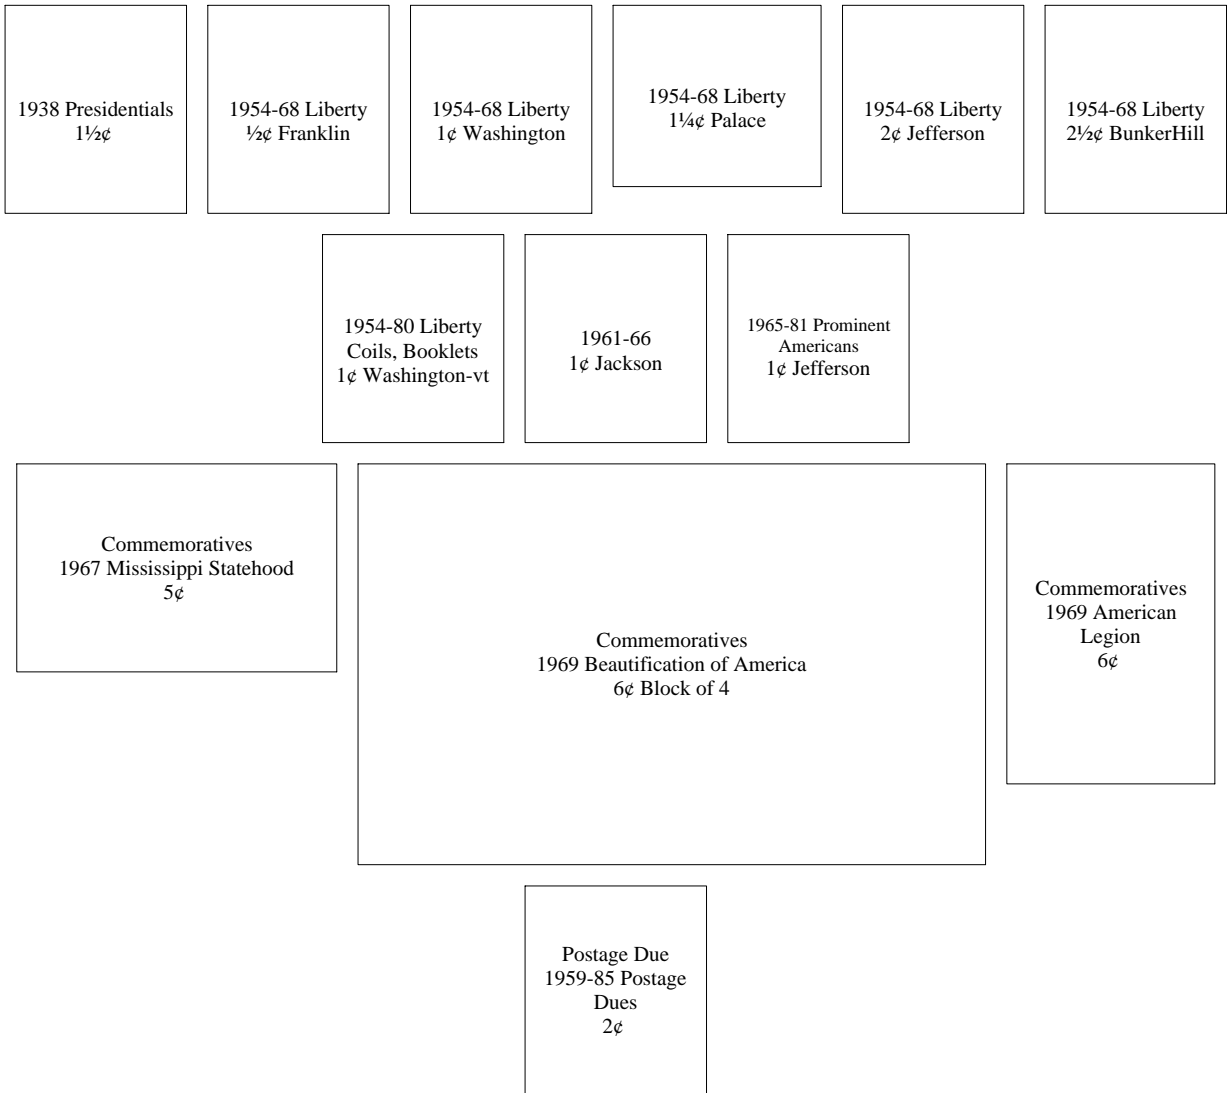 1938 Presidentials
1½¢
1954-68 Liberty
½¢ Franklin
1954-68 Liberty
1¢ Washington
1954-68 Liberty
1¼¢ Palace
1954-68 Liberty
2¢ Jefferson
1954-68 Liberty
2½¢ BunkerHill
1954-80 Liberty
Coils, Booklets
1¢ Washington-vt
1961-66
1¢ Jackson
1965-81 Prominent
Americans
1¢ Jefferson
Commemoratives
1967 Mississippi Statehood
5¢
Commemoratives
1969 Beautification of America
6¢ Block of 4
Commemoratives
1969 American
Legion
6¢
Postage Due
1959-85 Postage
Dues
2¢